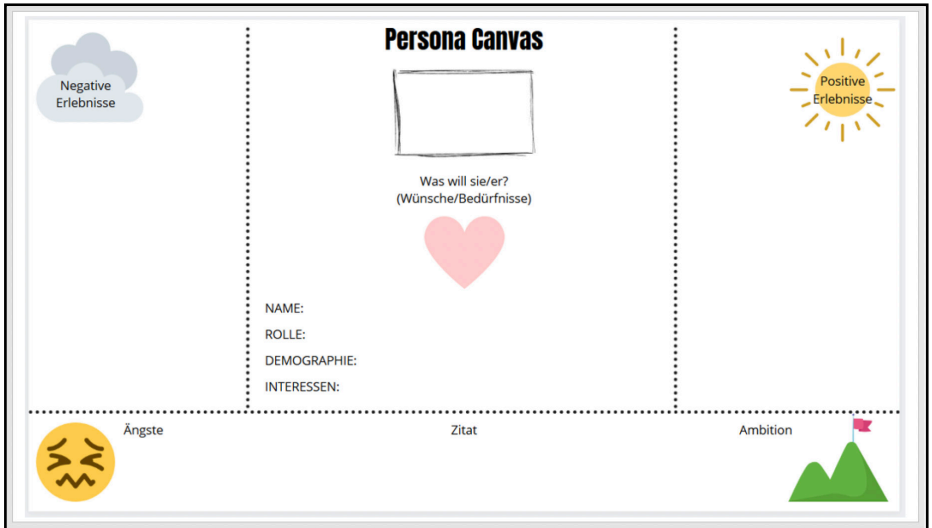 Persona Canvas
Negative
Erlebnisse
Positive
Erlebnisse
Was will sie/er?
(Wünsche/Bedürfnisse)
NAME:
ROLLE:
DEMOGRAPHIE:
INTERESSEN:
Ängste
Zitat
Ambition